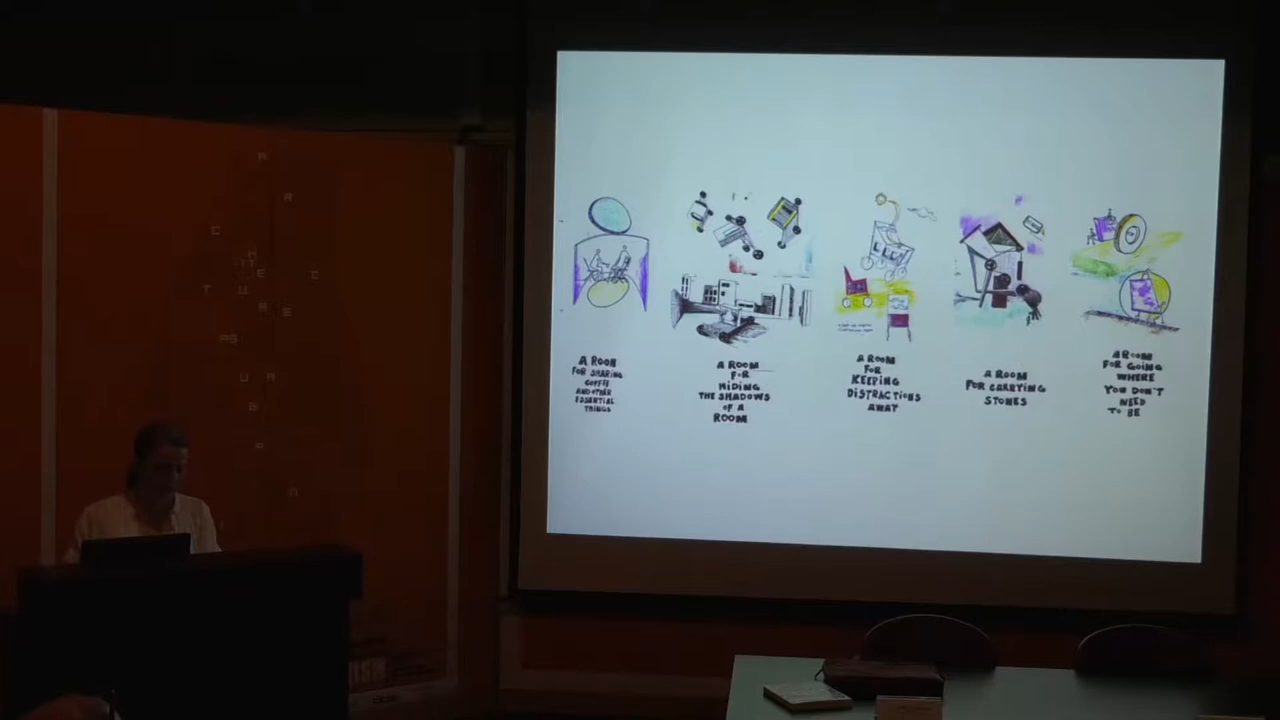 A ROOM
FOR SHARING
COFFEE
AND OTHER
ESSENTIAL
THINGS
A ROOM
FOR
HIDING
THE SHADOWS
OF A
ROOM
A ROOM
FOR
KEEPING
DISTRACTIONS
AWAY
A ROOM
FOR CARRYING
STONES
A ROOM
FOR GOING
WHERE
YOU DON'T
NEED
TO BE